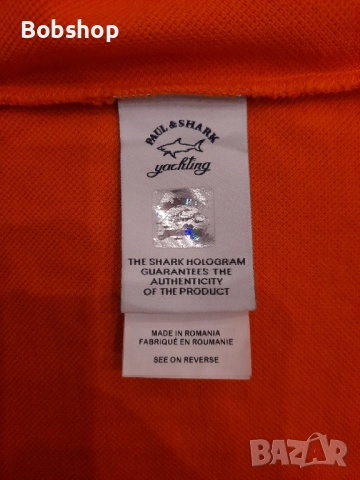 Bobshop
PAUL & SHARK
yachting
THE SHARK HOLOGRAM
GUARANTEES THE
AUTHENTICITY
OF THE PRODUCT
MADE IN ROMANIA
FABRIQUÉ EN ROUMANIE
SEE ON REVERSE
BAZAR